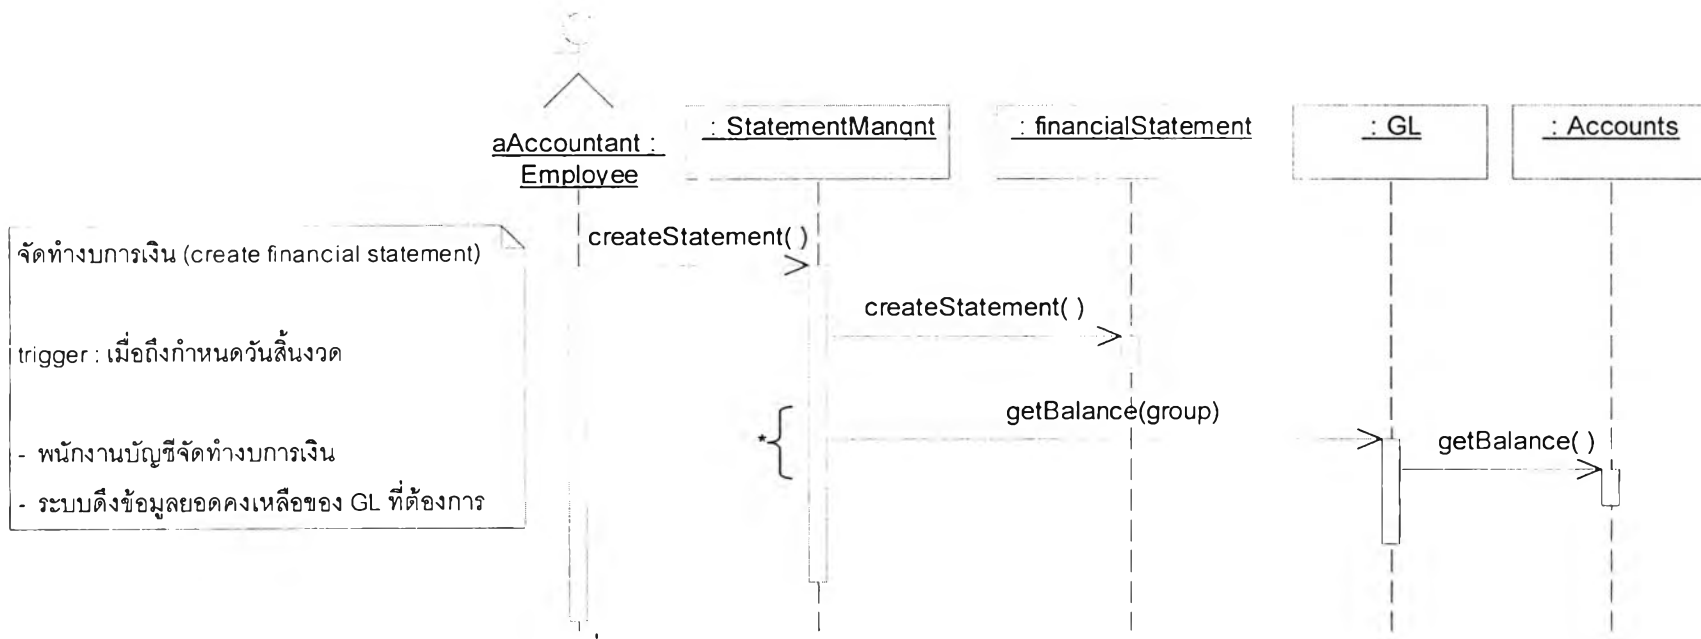 aAccountant :
Employee
: StatementMangnt
: financialStatement
: GL
: Accounts
จัดทำงบการเงิน (create financial statement)
trigger : เมื่อถึงกำหนดวันสิ้นงวด
- พนักงานบัญชีจัดทำงบการเงิน
- ระบบดึงข้อมูลยอดคงเหลือของ GL ที่ต้องการ
createStatement( )
createStatement( )
getBalance(group)
*
getBalance( )